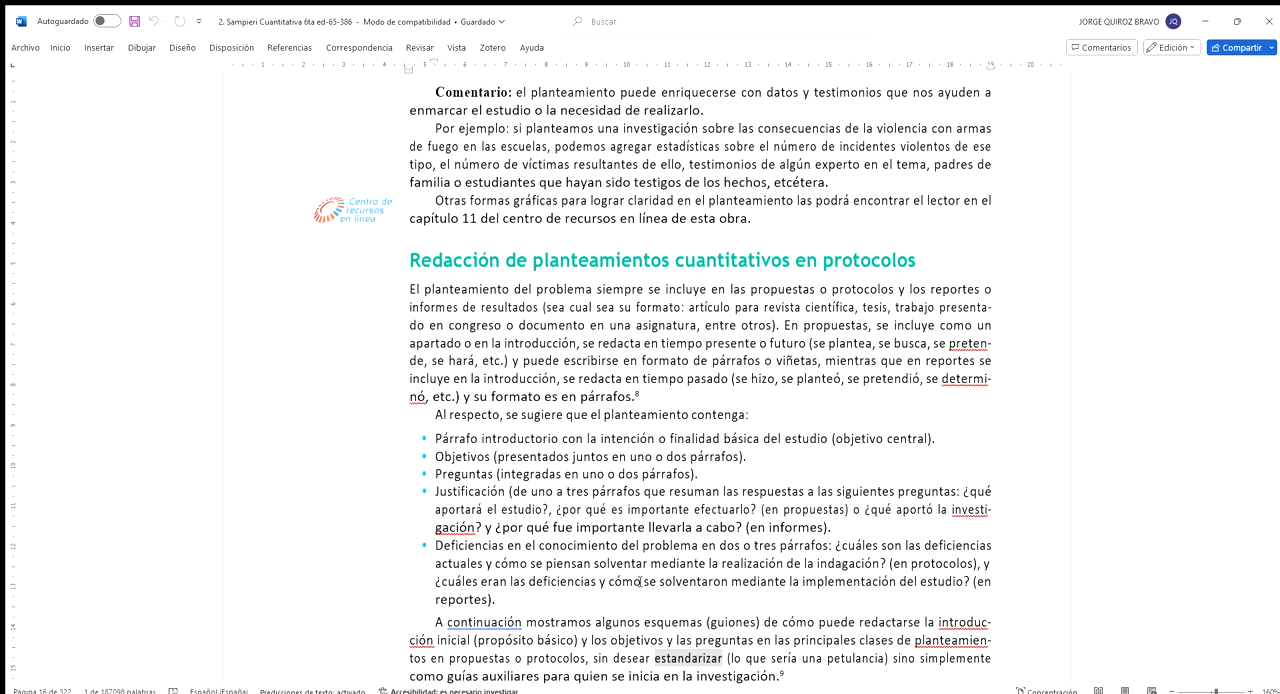 Autoguardado
2. Sampieri Cuantitativa 6ta ed-65-386 - Modo de compatibilidad • Guardado
Buscar
JORGE QUIROZ BRAVO
JQ
Archivo Inicio Insertar Dibujar Diseño Disposición Referencias Correspondencia Revisar Vista Zotero Ayuda
Comentarios Edición Compartir
Comentario: el planteamiento puede enriquecerse con datos y testimonios que nos ayuden a
enmarcar el estudio o la necesidad de realizarlo.
Por ejemplo: si planteamos una investigación sobre las consecuencias de la violencia con armas
de fuego en las escuelas, podemos agregar estadísticas sobre el número de incidentes violentos de ese
tipo, el número de víctimas resultantes de ello, testimonios de algún experto en el tema, padres de
familia o estudiantes que hayan sido testigos de los hechos, etcétera.
Otras formas gráficas para lograr claridad en el planteamiento las podrá encontrar el lector en el
capítulo 11 del centro de recursos en línea de esta obra.
Centro de
recursos
en línea
Redacción de planteamientos cuantitativos en protocolos
El planteamiento del problema siempre se incluye en las propuestas o protocolos y los reportes o
informes de resultados (sea cual sea su formato: artículo para revista científica, tesis, trabajo presenta-
do en congreso o documento en una asignatura, entre otros). En propuestas, se incluye como un
apartado o en la introducción, se redacta en tiempo presente o futuro (se plantea, se busca, se preten-
de, se hará, etc.) y puede escribirse en formato de párrafos o viñetas, mientras que en reportes se
incluye en la introducción, se redacta en tiempo pasado (se hizo, se planteó, se pretendió, se determi-
nó, etc.) y su formato es en párrafos.8
Al respecto, se sugiere que el planteamiento contenga:
• Párrafo introductorio con la intención o finalidad básica del estudio (objetivo central).
• Objetivos (presentados juntos en uno o dos párrafos).
• Preguntas (integradas en uno o dos párrafos).
• Justificación (de uno a tres párrafos que resuman las respuestas a las siguientes preguntas: ¿qué
aportará el estudio?, ¿por qué es importante efectuarlo? (en propuestas) o ¿qué aportó la investi-
gación? y ¿por qué fue importante llevarla a cabo? (en informes).
• Deficiencias en el conocimiento del problema en dos o tres párrafos: ¿cuáles son las deficiencias
actuales y cómo se piensan solventar mediante la realización de la indagación? (en protocolos), y
¿cuáles eran las deficiencias y cómo se solventaron mediante la implementación del estudio? (en
reportes).
A continuación mostramos algunos esquemas (guiones) de cómo puede redactarse la introduc-
ción inicial (propósito básico) y los objetivos y las preguntas en las principales clases de planteamien-
tos en propuestas o protocolos, sin desear estandarizar (lo que sería una petulancia) sino simplemente
como guías auxiliares para quien se inicia en la investigación.9
Página 16 de 322 1 de 187098 palabras Español (España) Predicciones de texto: activado Accesibilidad: es necesario investigar Concentración 160%